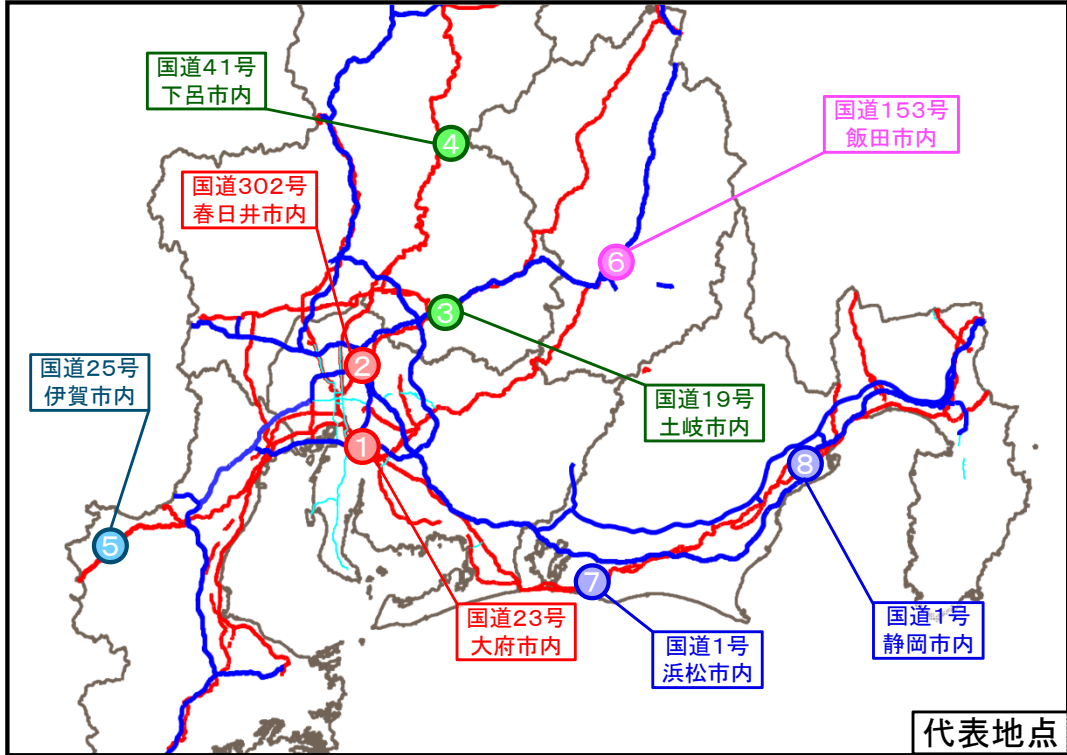 国道41号
下呂市内
4
国道153号
飯田市内
国道302号
春日井市内
6
3
国道25号
伊賀市内
2
国道19号
土岐市内
1
8
5
7
国道23号
大府市内
国道1号
浜松市内
国道1号
静岡市内
代表地点